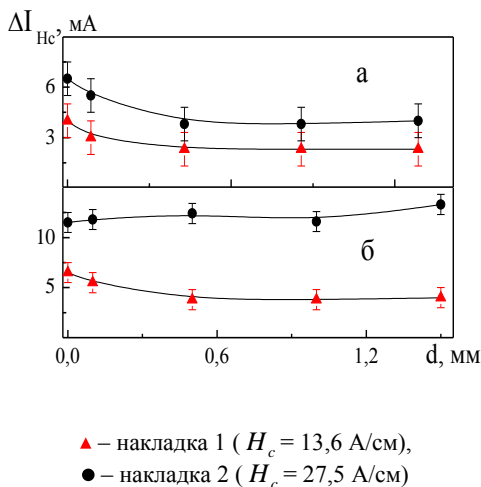 ΔI_Hc, мА
а
6
3
б
10
5
0,0 0,6 1,2 d, мм
▲ – накладка 1 ( H_c = 13,6 А/см),
● – накладка 2 ( H_c = 27,5 А/см)